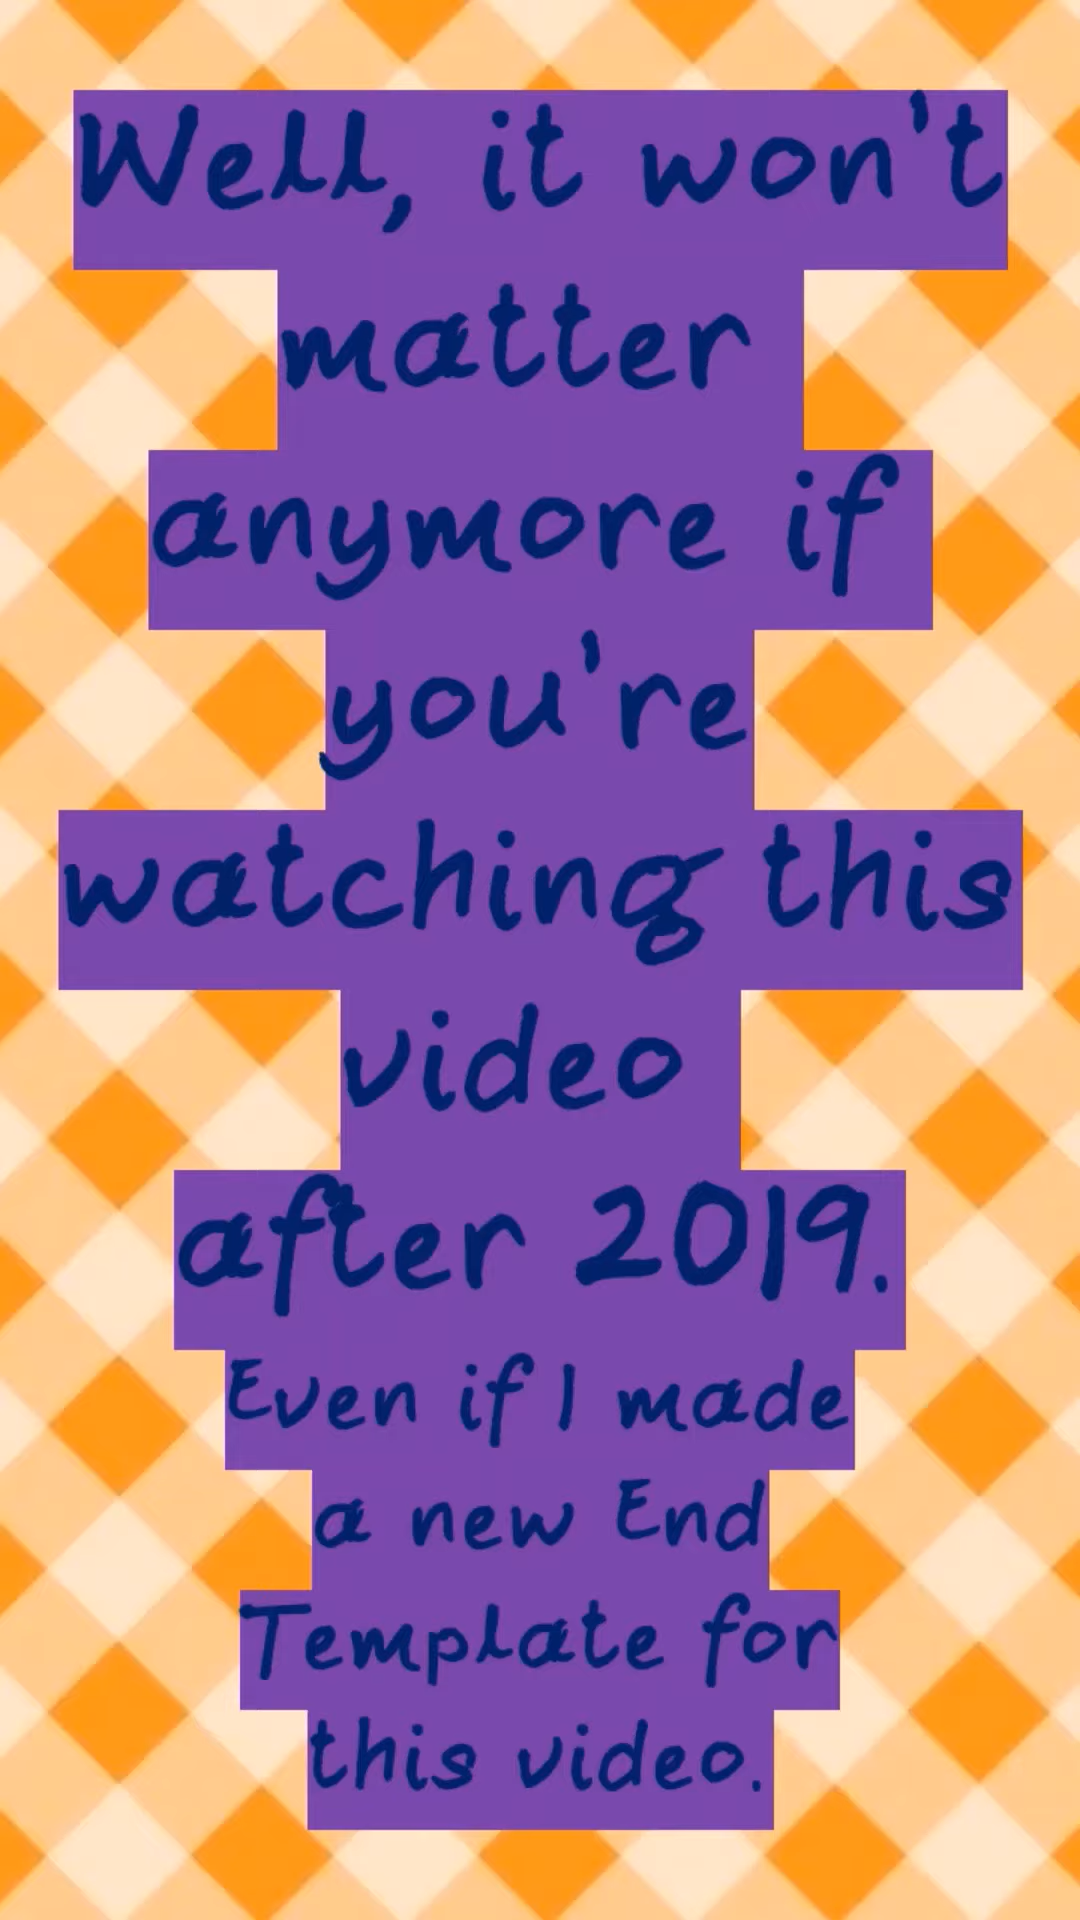 Well, it won't
matter
anymore if
you're
watching this
video
after 2019.
Even if I made
a new End
Template for
this video.